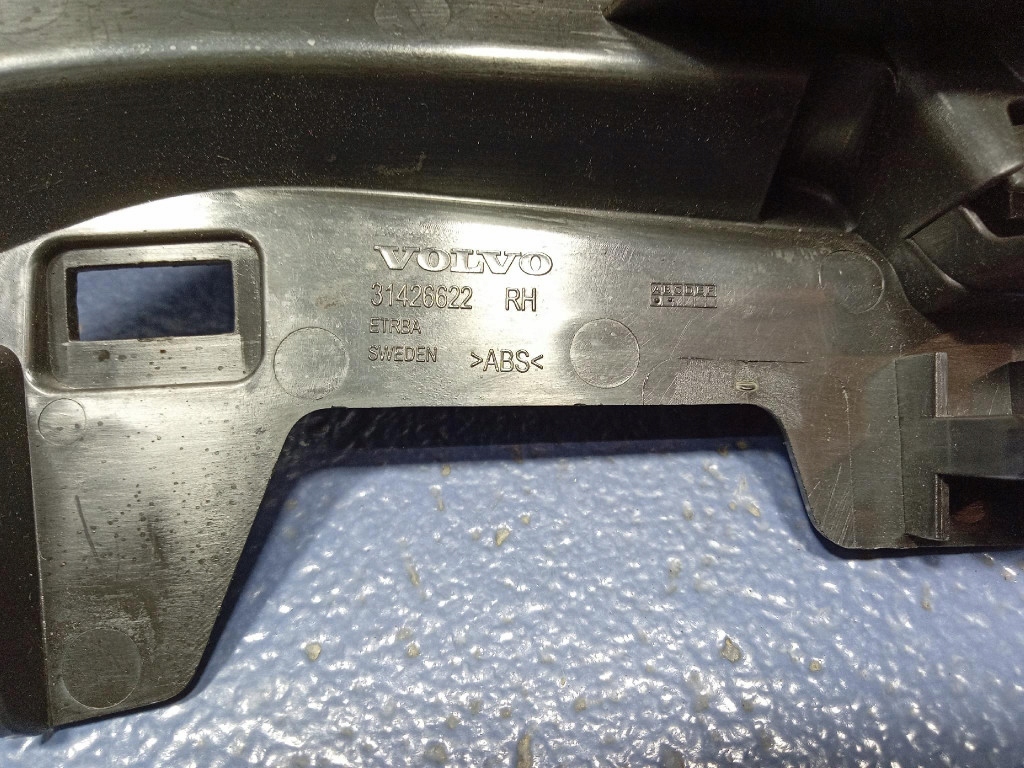 VOLVO
31426622 RH
ETRBA
SWEDEN >ABS<